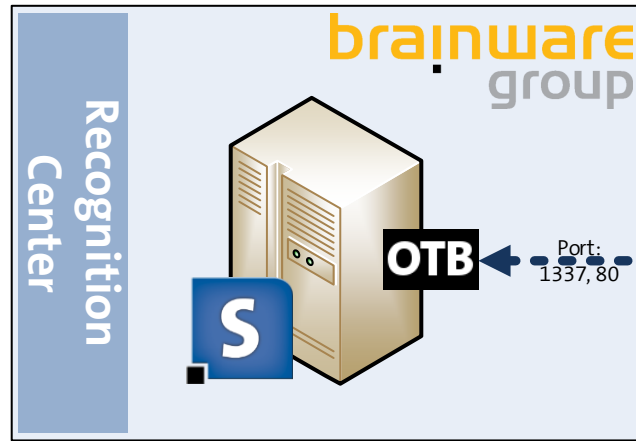 brainware
group
Recognition
Center
S
OTB
Port:
1337, 80